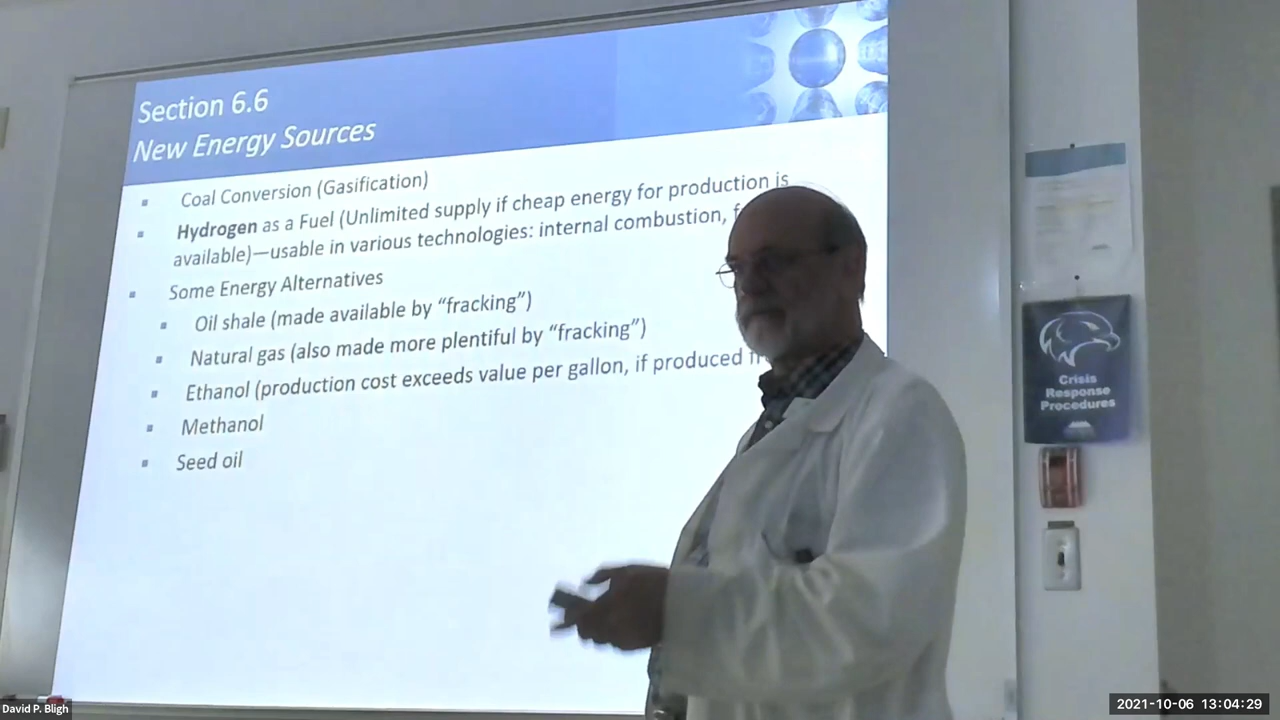 Section 6.6
New Energy Sources
Coal Conversion (Gasification)
Hydrogen as a Fuel (Unlimited supply if cheap energy for production is
available)—usable in various technologies: internal combustion,
Some Energy Alternatives
Oil shale (made available by “fracking”)
Natural gas (also made more plentiful by “fracking”)
Ethanol (production cost exceeds value per gallon, if produced
Methanol
Seed oil
Crisis
Response
Procedures
David P. Bligh
2021-10-06 13:04:29